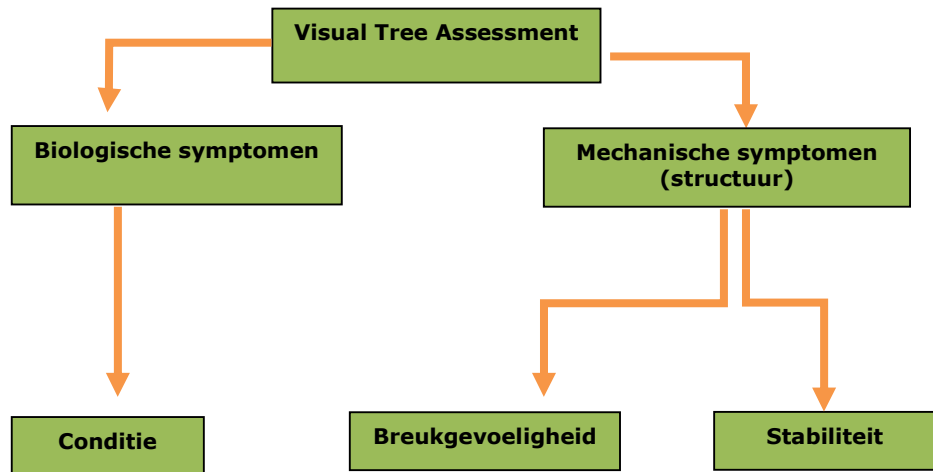 Visual Tree Assessment
Biologische symptomen
Mechanische symptomen
(structuur)
Conditie
Breukgevoeligheid
Stabiliteit